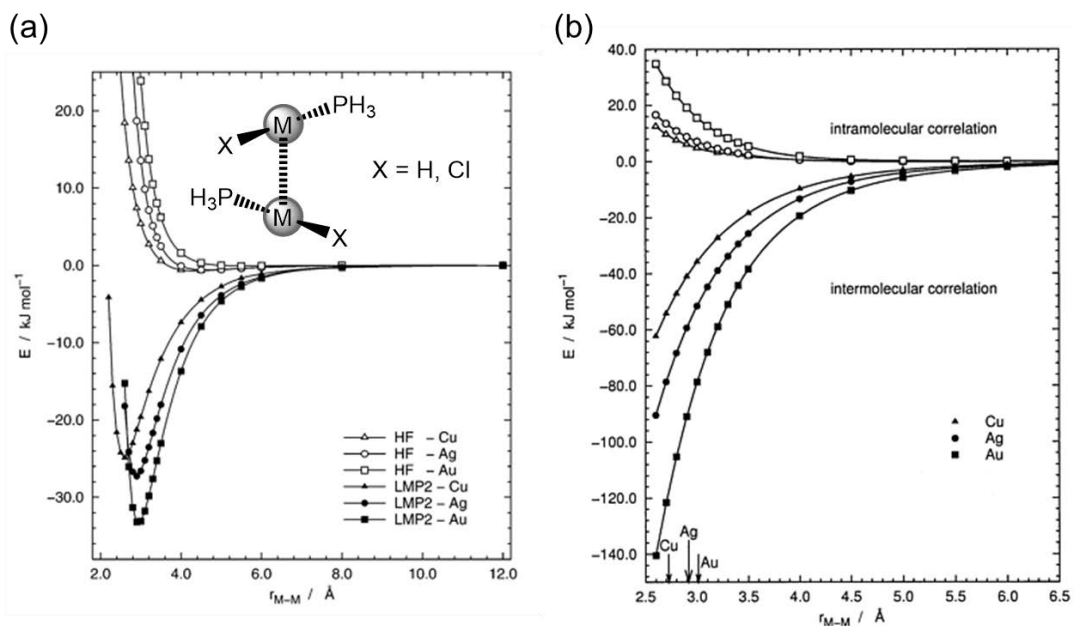 (a)
20.0
10.0
0.0
−10.0
−20.0
−30.0
E / kJ mol⁻¹
M
PH₃
X
X = H, Cl
H₃P
M
X
HF – Cu
HF – Ag
HF – Au
LMP2 – Cu
LMP2 – Ag
LMP2 – Au
2.0 4.0 6.0 8.0 10.0 12.0
r_M–M / Å
(b)
40.0
20.0
0.0
−20.0
−40.0
−60.0
−80.0
−100.0
−120.0
−140.0
E / kJ mol⁻¹
intramolecular correlation
intermolecular correlation
Cu
Ag
Au
Ag
Cu
Au
2.5 3.0 3.5 4.0 4.5 5.0 5.5 6.0 6.5
r_M–M / Å